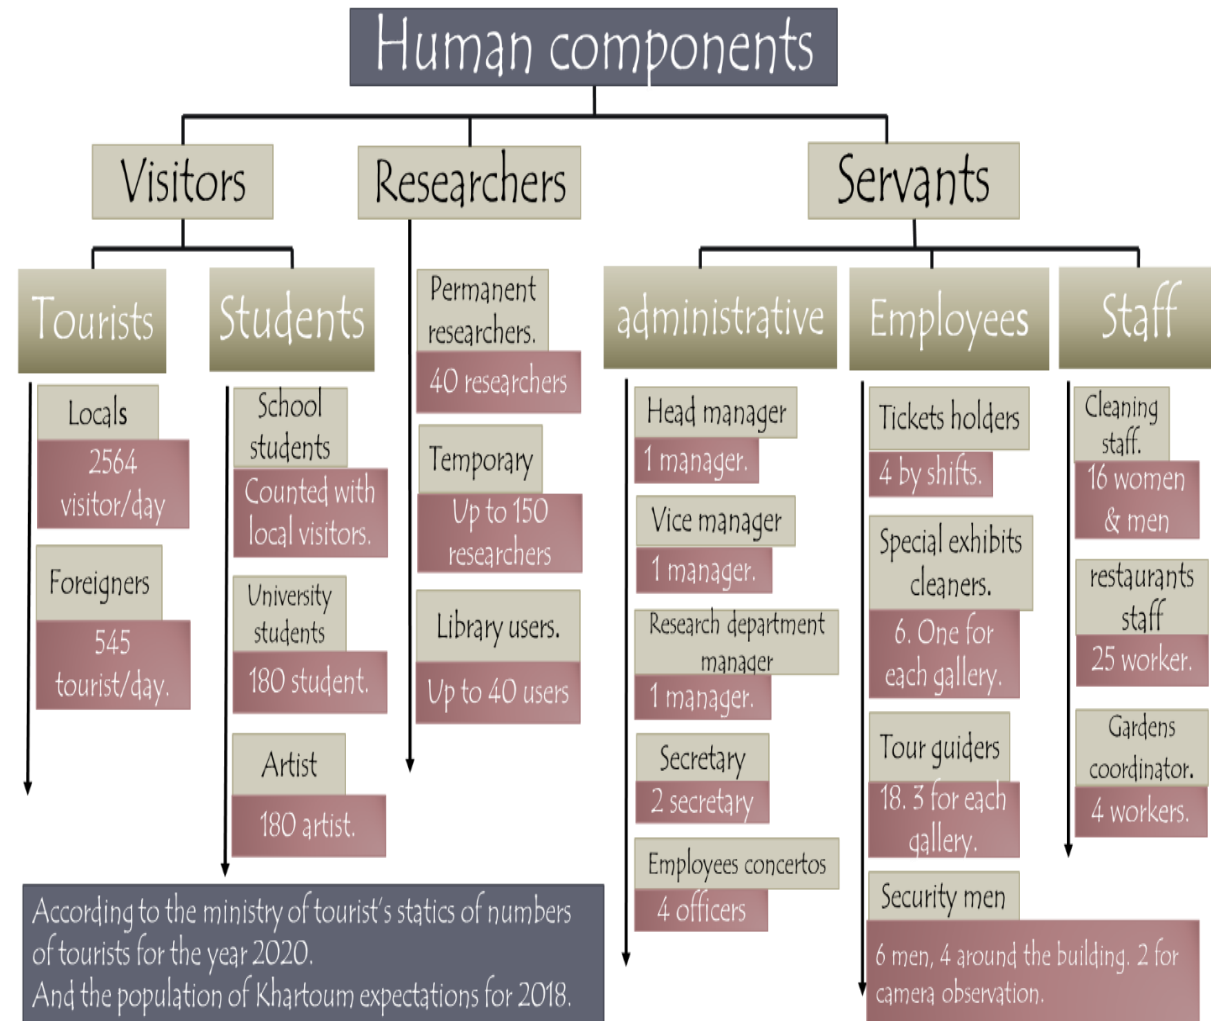 Human components
Visitors
Researchers
Servants
Tourists
Students
administrative
Employees
Staff
Locals
2564
visitor/day
Foreigners
545
tourist/day.
School
students
Counted with
local visitors.
University
students
180 student.
Artist
180 artist.
Permanent
researchers.
40 researchers
Temporary
Up to 150
researchers
Library users.
Up to 40 users
Head manager
1 manager.
Vice manager
1 manager.
Research department
manager
1 manager.
Secretary
2 secretary
Employees concertos
4 officers
Tickets holders
4 by shifts.
Special exhibits
cleaners.
6. One for
each gallery.
Tour guiders
18. 3 for each
gallery.
Security men
6 men, 4 around the building. 2 for
camera observation.
Cleaning
staff.
16 women
& men
restaurants
staff
25 worker.
Gardens
coordinator.
4 workers.
According to the ministry of tourist's statics of numbers
of tourists for the year 2020.
And the population of Khartoum expectations for 2018.